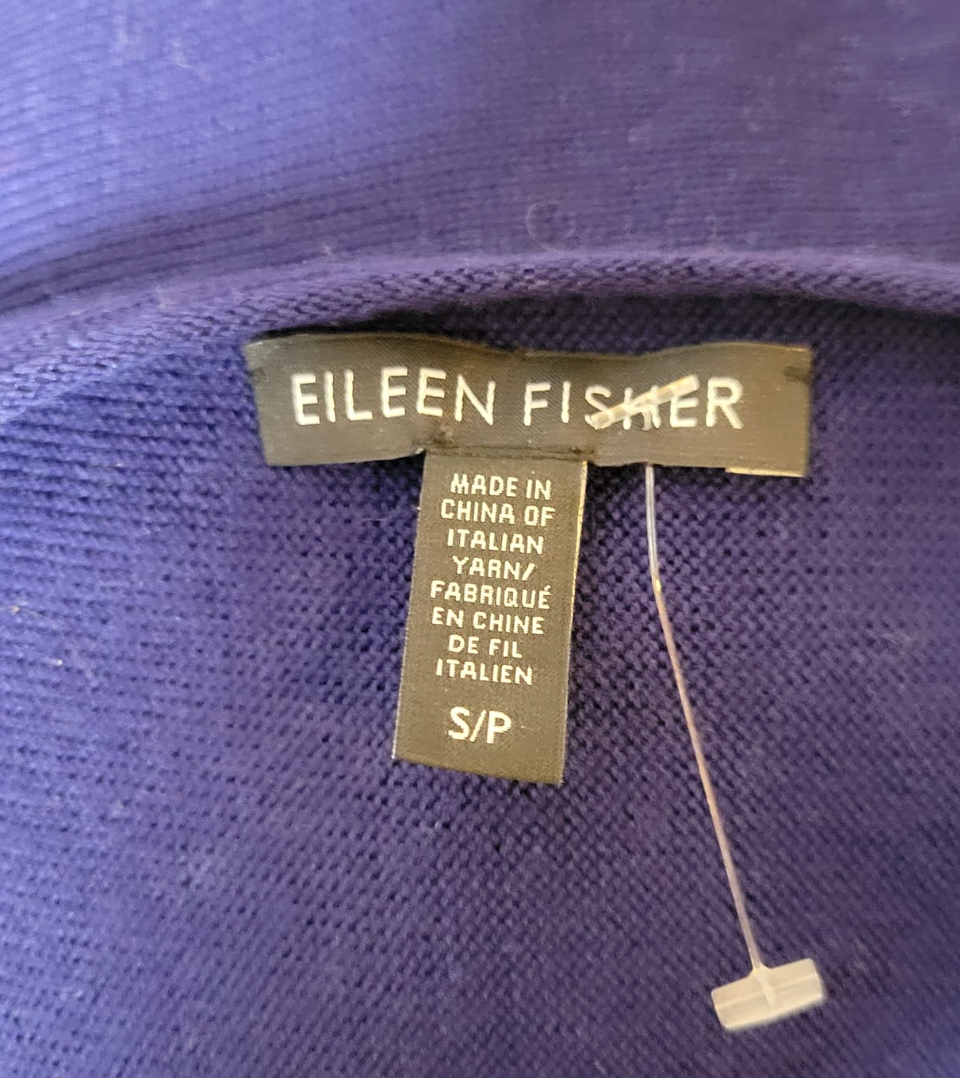 EILEEN FISHER
MADE IN
CHINA OF
ITALIAN
YARN/
FABRIQUÉ
EN CHINE
DE FIL
ITALIEN
S/P